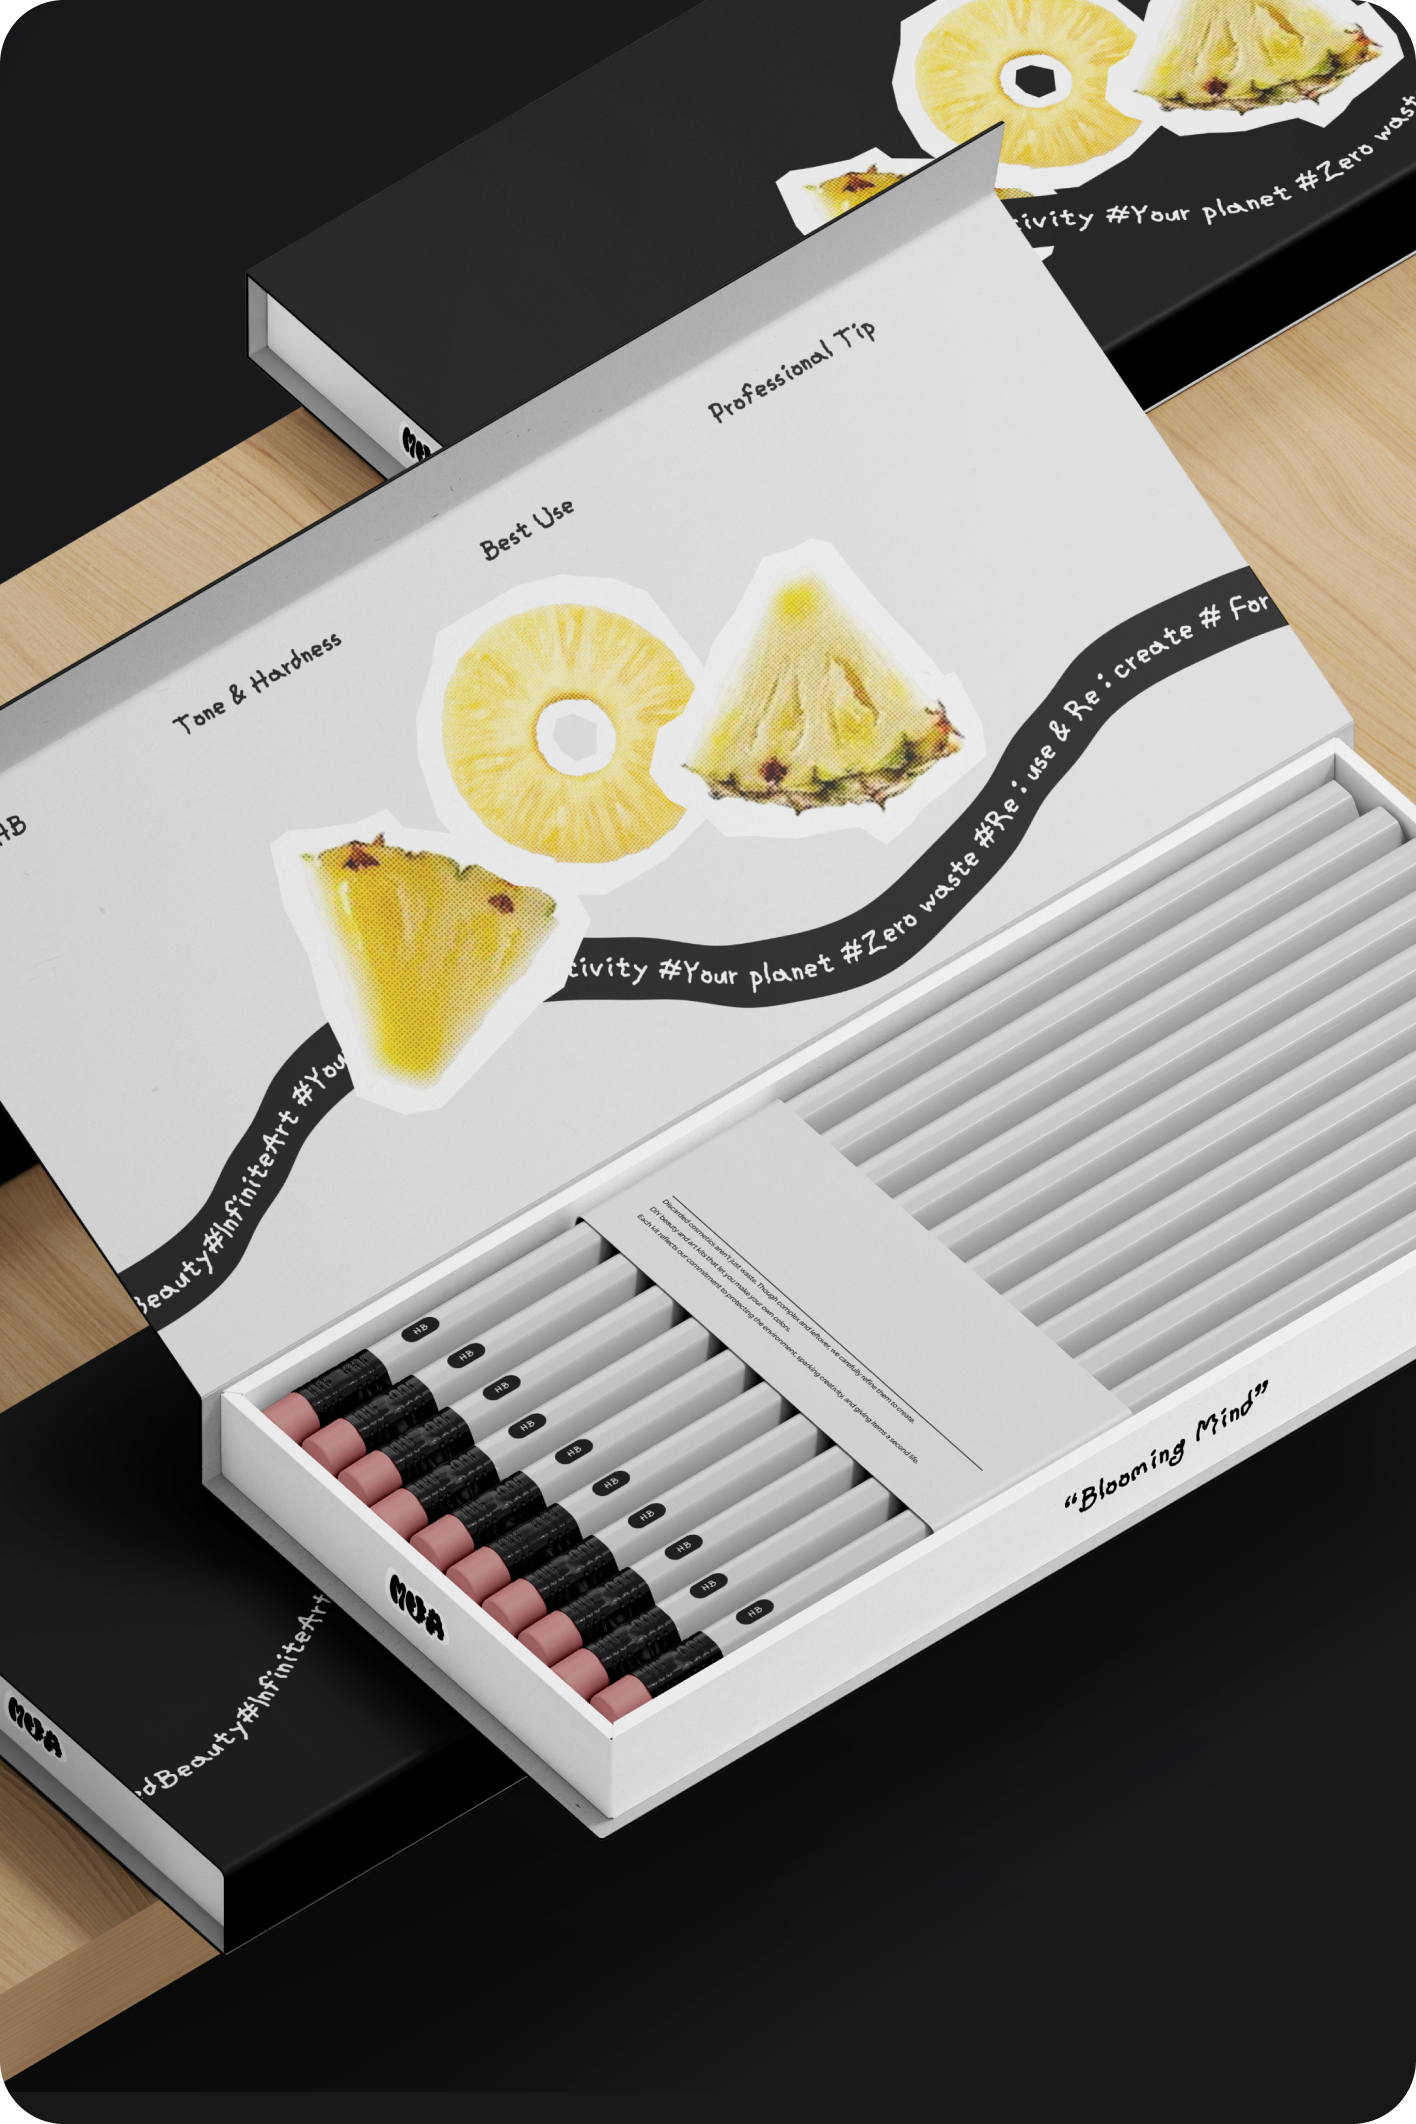 tivity #Your planet #Zero wast
Professional Tip
Best Use
Tone & Hardness
HB
Beauty#InfiniteArt #You
tivity #Your planet #Zero waste #Re:use & Re:create # For
Discarded cosmetics aren't just waste. Though complex and leftover, we carefully refine them to create.
DIY beauty and art kits that let you make your own colors.
Each kit reflects our commitment to protecting the environment, sparking creativity, and giving items a second life.
HB
HB
HB
HB
HB
HB
HB
HB
HB
HB
“Blooming Mind”
edBeauty#InfiniteArt